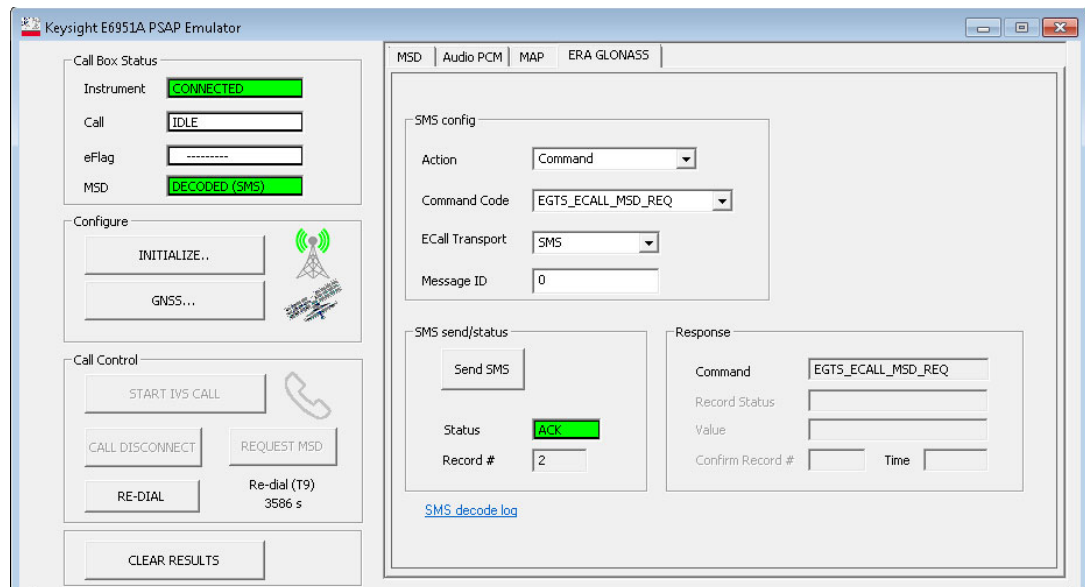 Keysight E6951A PSAP Emulator
Call Box Status
Instrument CONNECTED
Call IDLE
eFlag ---------
MSD DECODED (SMS)
Configure
INITIALIZE..
GNSS...
Call Control
START IVS CALL
CALL DISCONNECT REQUEST MSD
RE-DIAL
Re-dial (T9)
3586 s
CLEAR RESULTS
MSD Audio PCM MAP ERA GLONASS
SMS config
Action Command
Command Code EGTS_ECALL_MSD_REQ
ECall Transport SMS
Message ID 0
SMS send/status
Send SMS
Status ACK
Record # 2
SMS decode log
Response
Command EGTS_ECALL_MSD_REQ
Record Status
Value
Confirm Record # Time